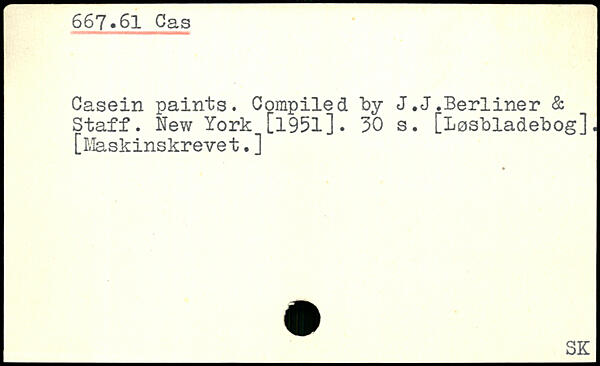 667.61 Cas
Casein paints. Compiled by J.J.Berliner &
Staff. New York [1951]. 30 s. [Løsbladebog].
[Maskinskrevet.]
SK